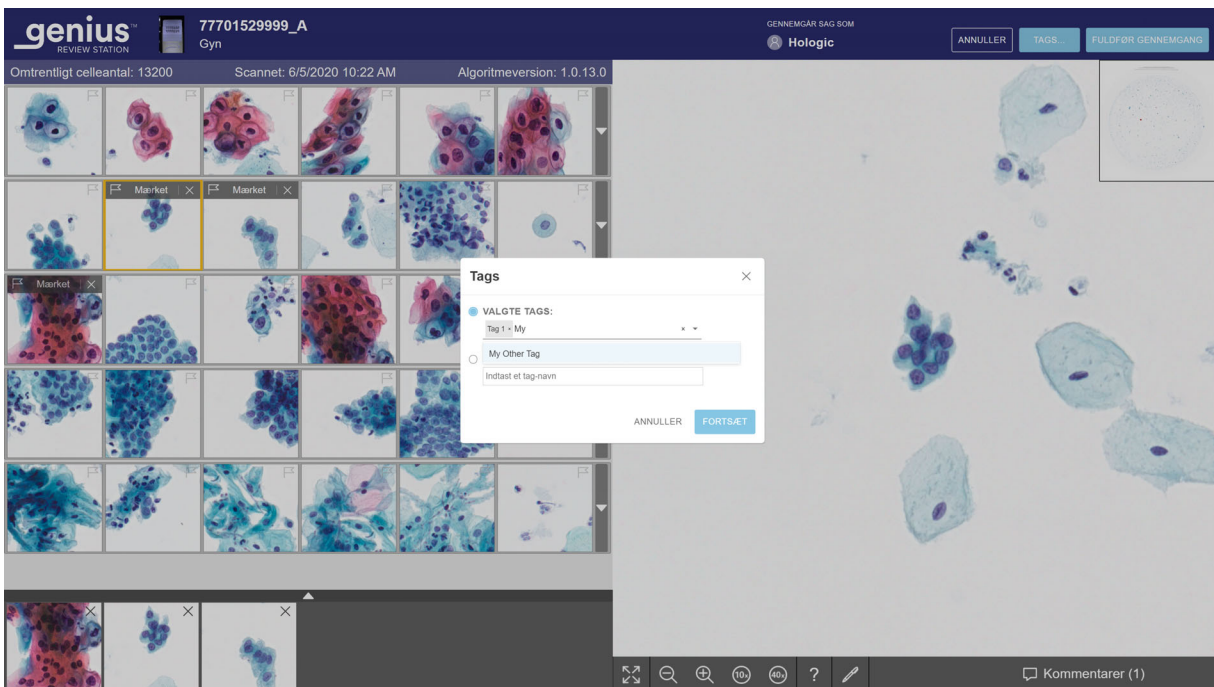 genius™
REVIEW STATION
77701529999_A
Gyn
GENNEMGÅR SAG SOM
Hologic
ANNULLER
TAGS...
FULDFØR GENNEMGANG
Omtrentligt celleantal: 13200
Scannet: 6/5/2020 10:22 AM
Algoritmeversion: 1.0.13.0
Mærket
Mærket
Mærket
Tags
VALGTE TAGS:
Tag 1 × My
My Other Tag
Indtast et tag-navn
ANNULLER
FORTSÆT
10x
40x
?
Kommentarer (1)